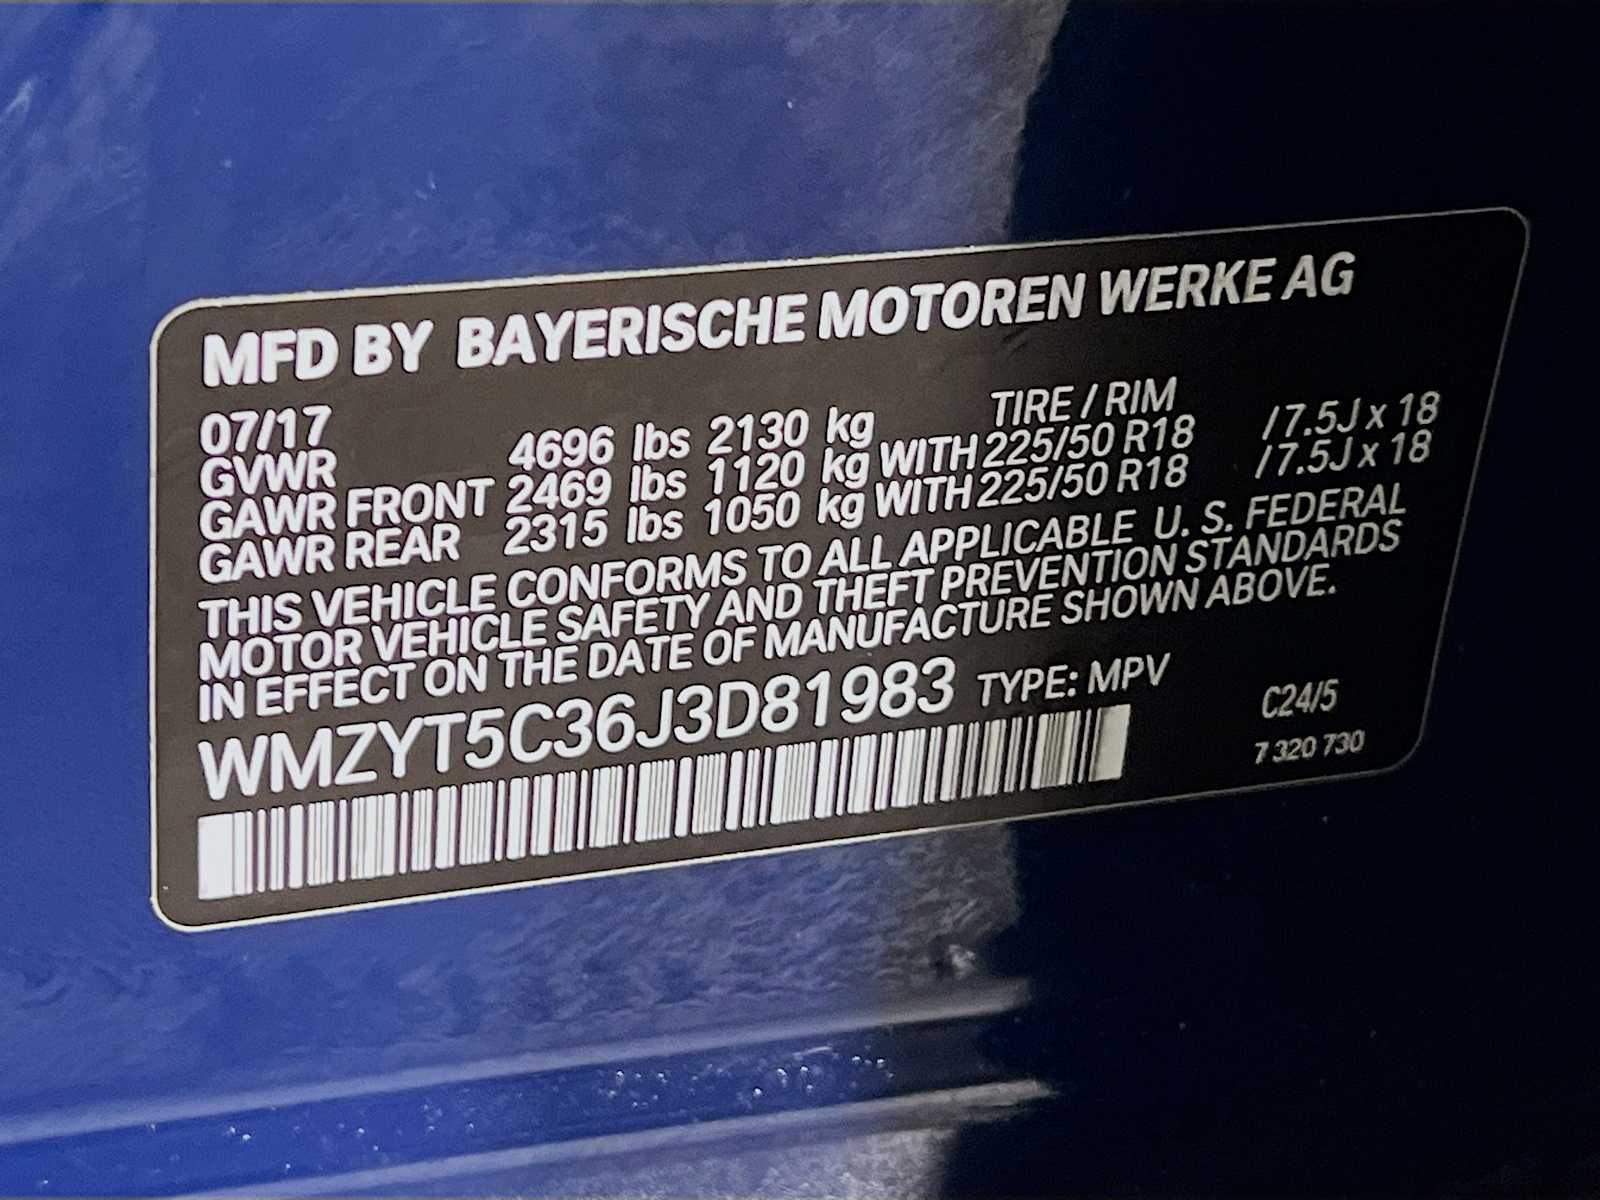 MFD BY BAYERISCHE MOTOREN WERKE AG
07/17 TIRE / RIM
GVWR 4696 lbs 2130 kg
GAWR FRONT 2469 lbs 1120 kg WITH 225/50 R18 / 7.5J x 18
GAWR REAR 2315 lbs 1050 kg WITH 225/50 R18 / 7.5J x 18
THIS VEHICLE CONFORMS TO ALL APPLICABLE U. S. FEDERAL
MOTOR VEHICLE SAFETY AND THEFT PREVENTION STANDARDS
IN EFFECT ON THE DATE OF MANUFACTURE SHOWN ABOVE.
WMZYT5C36J3D81983 TYPE: MPV C24/5
7 320 730